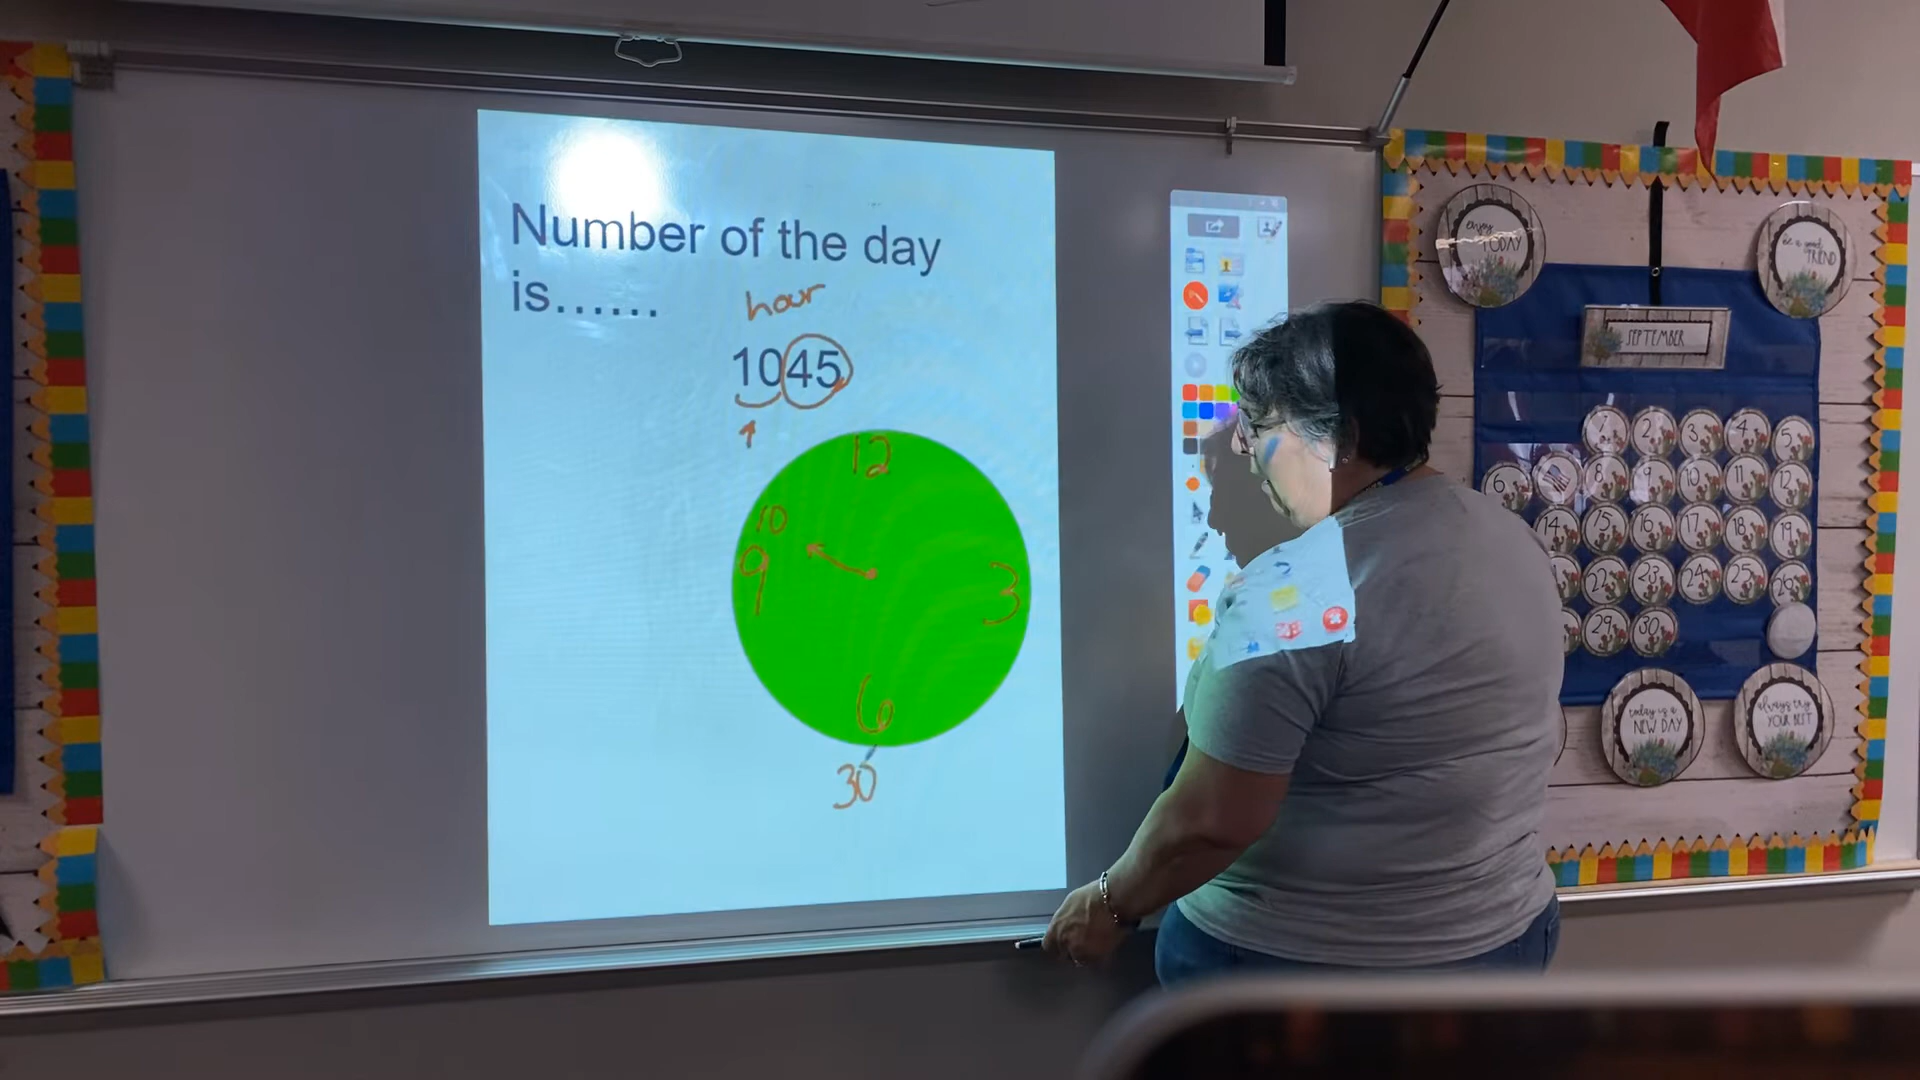 Number of the day
is......
hour
1045
12
10
9
3
6
30
enjoy
TODAY
Be a good
FRIEND
SEPTEMBER
1 2 3 4 5
6 8 9 10 11 12
14 15 16 17 18 19
22 23 24 25 26
29 30
today is a
NEW DAY
always try
YOUR BEST